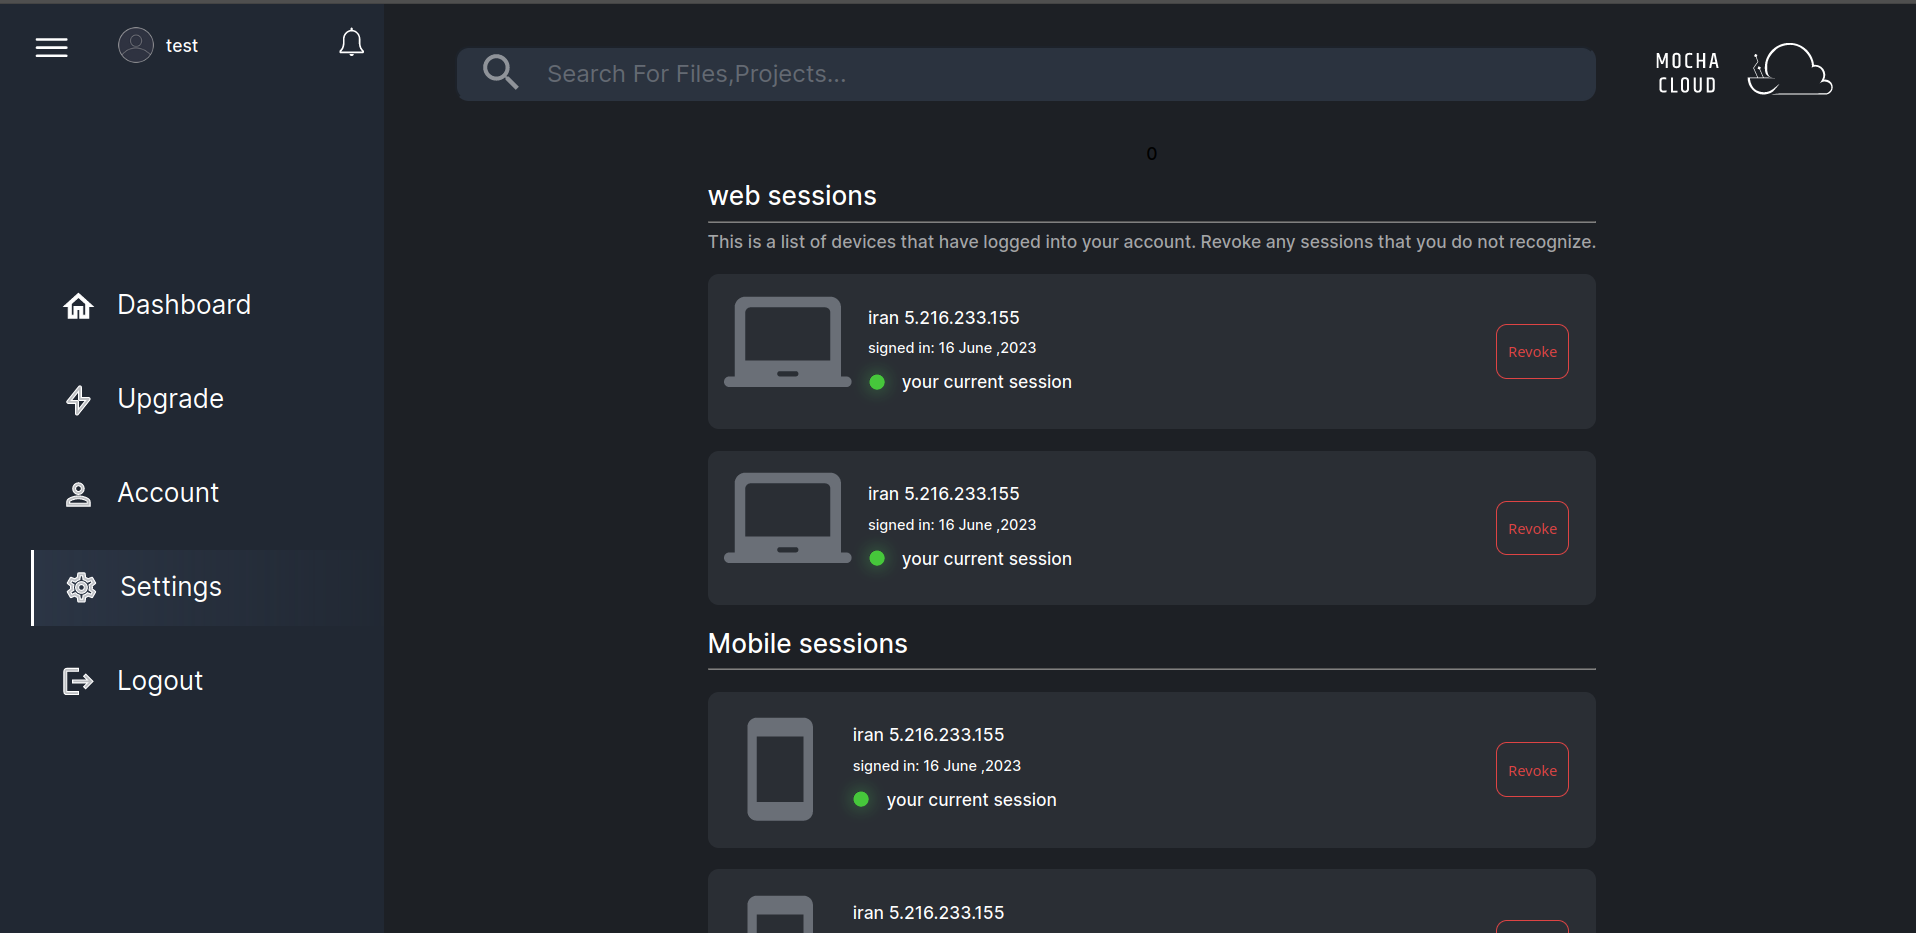 test
Search For Files,Projects...
MOCHA
CLOUD
0
web sessions
This is a list of devices that have logged into your account. Revoke any sessions that you do not recognize.
iran 5.216.233.155
signed in: 16 June ,2023
your current session
Revoke
iran 5.216.233.155
signed in: 16 June ,2023
your current session
Revoke
Mobile sessions
iran 5.216.233.155
signed in: 16 June ,2023
your current session
Revoke
iran 5.216.233.155
Dashboard
Upgrade
Account
Settings
Logout